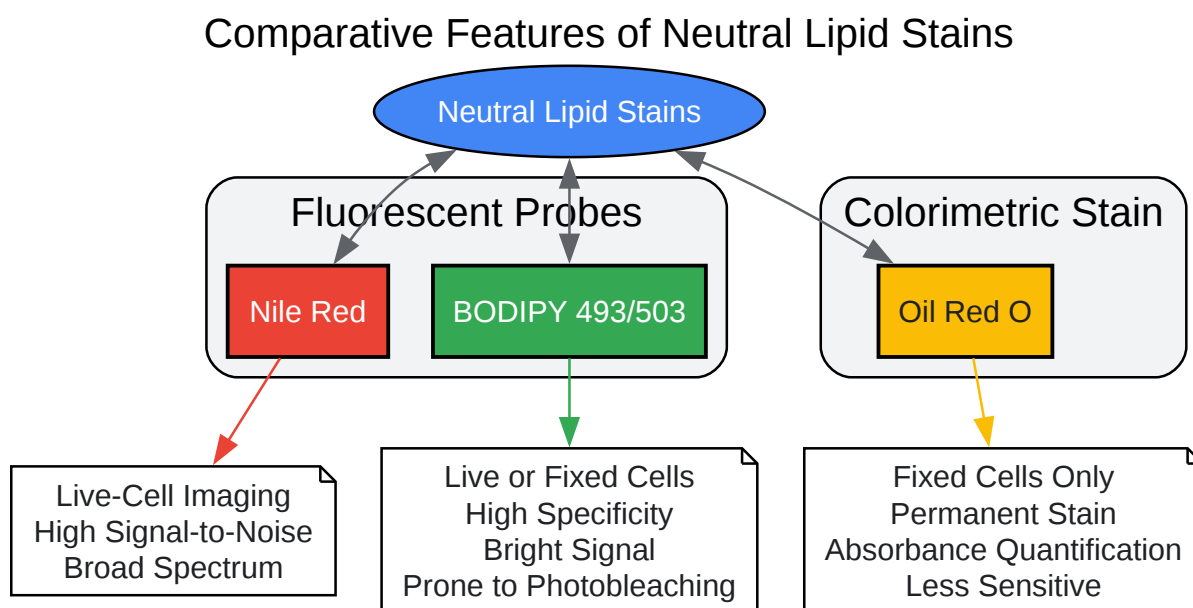 Comparative Features of Neutral Lipid Stains
Neutral Lipid Stains
Fluorescent Probes
Colorimetric Stain
Nile Red
BODIPY 493/503
Oil Red O
Live-Cell Imaging
High Signal-to-Noise
Broad Spectrum
Live or Fixed Cells
High Specificity
Bright Signal
Prone to Photobleaching
Fixed Cells Only
Permanent Stain
Absorbance Quantification
Less Sensitive